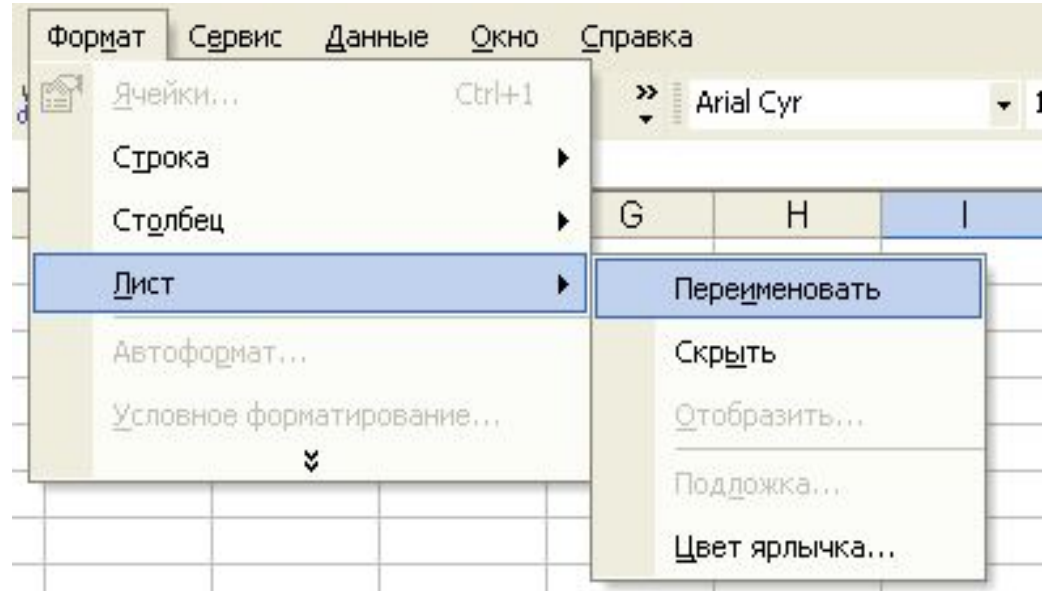 Формат Сервис Данные Окно Справка
Ячейки... Ctrl+1
Arial Cyr
Строка
Столбец
G H I
Лист
Переименовать
Автоформат...
Скрыть
Условное форматирование...
Отобразить...
Подложка...
Цвет ярлычка...